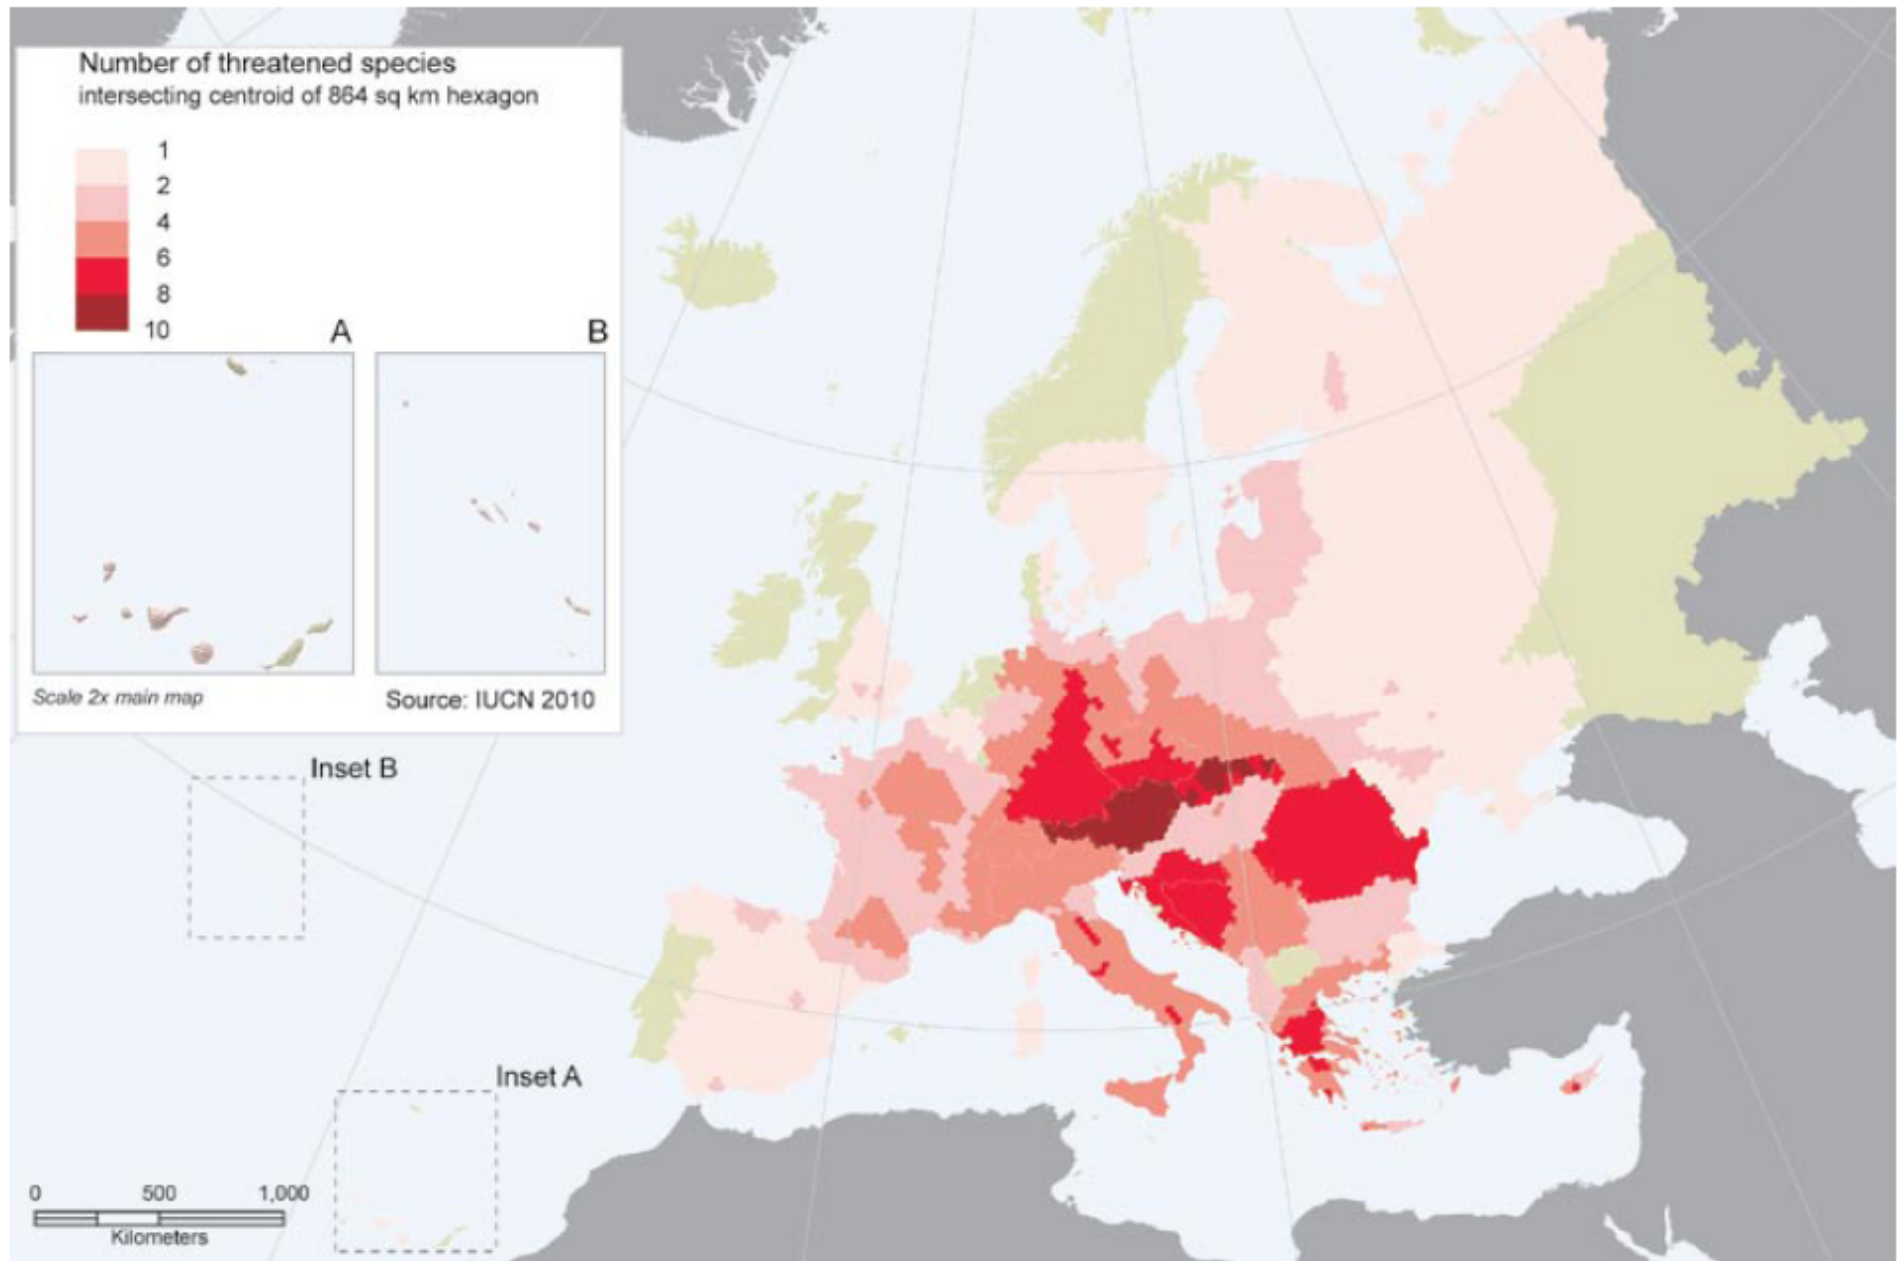 Number of threatened species
intersecting centroid of 864 sq km hexagon
1
2
4
6
8
10
A
B
Scale 2x main map
Source: IUCN 2010
Inset B
Inset A
0 500 1,000
Kilometers